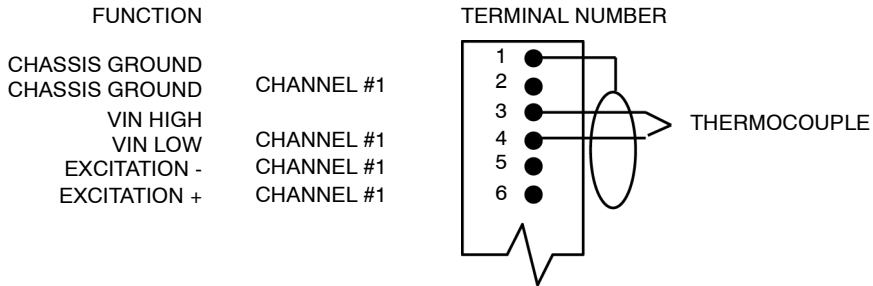 FUNCTION TERMINAL NUMBER
CHASSIS GROUND 1
CHASSIS GROUND CHANNEL #1 2
VIN HIGH 3 THERMOCOUPLE
VIN LOW CHANNEL #1 4
EXCITATION - CHANNEL #1 5
EXCITATION + CHANNEL #1 6